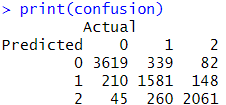 > print(confusion)
Actual
Predicted 0 1 2
0 3619 339 82
1 210 1581 148
2 45 260 2061